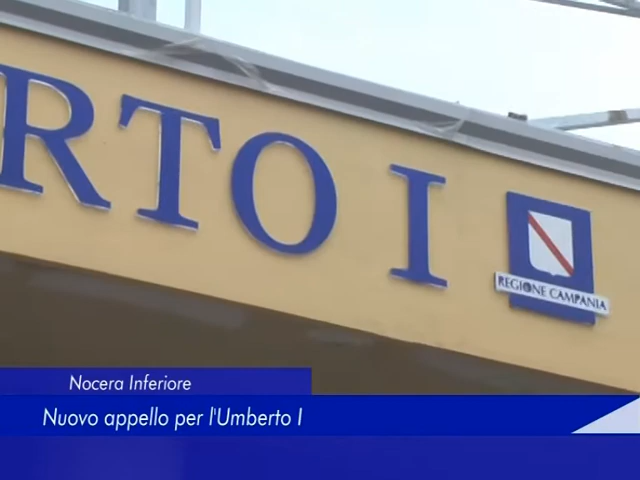 RTO I
REGIONE CAMPANIA
Nocera Inferiore
Nuovo appello per l'Umberto I